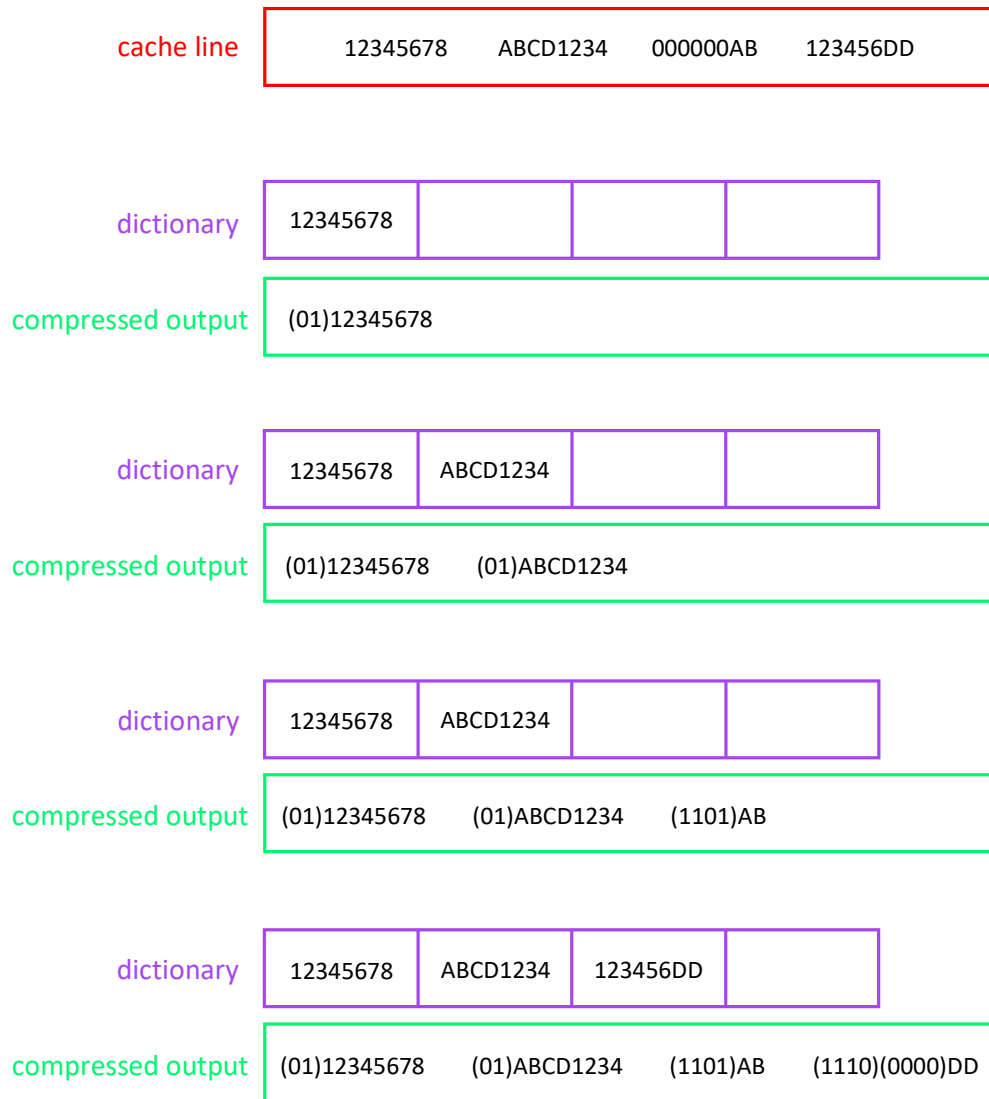 cache line 12345678 ABCD1234 000000AB 123456DD
dictionary 12345678
compressed output (01)12345678
dictionary 12345678 ABCD1234
compressed output (01)12345678 (01)ABCD1234
dictionary 12345678 ABCD1234
compressed output (01)12345678 (01)ABCD1234 (1101)AB
dictionary 12345678 ABCD1234 123456DD
compressed output (01)12345678 (01)ABCD1234 (1101)AB (1110)(0000)DD